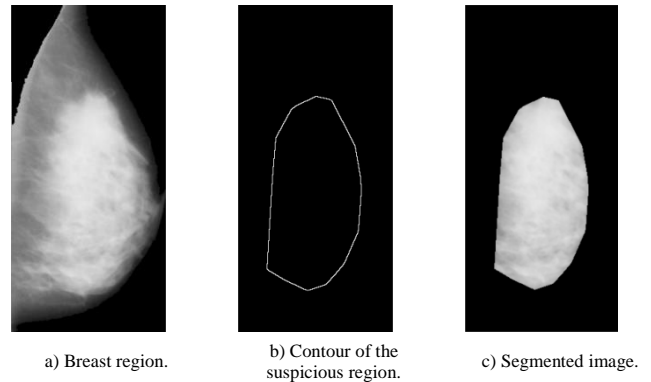 a) Breast region.
b) Contour of the
suspicious region.
c) Segmented image.